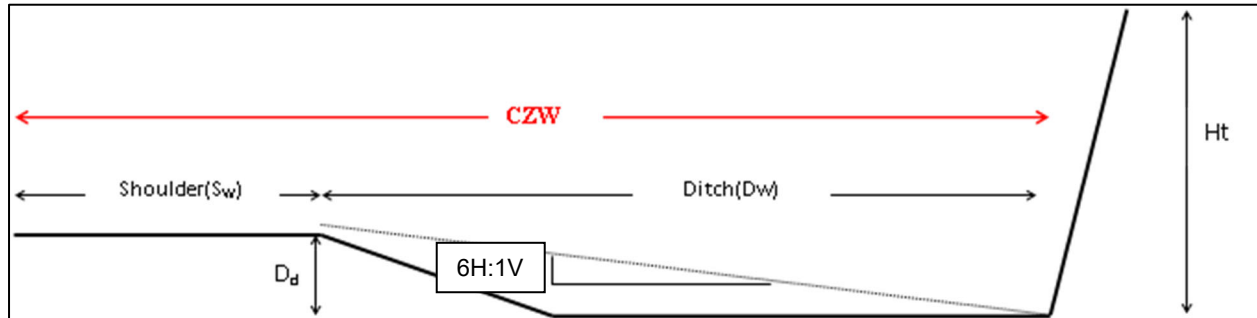 CZW
Ht
Shoulder(Sw)
Ditch(Dw)
Dd
6H:1V